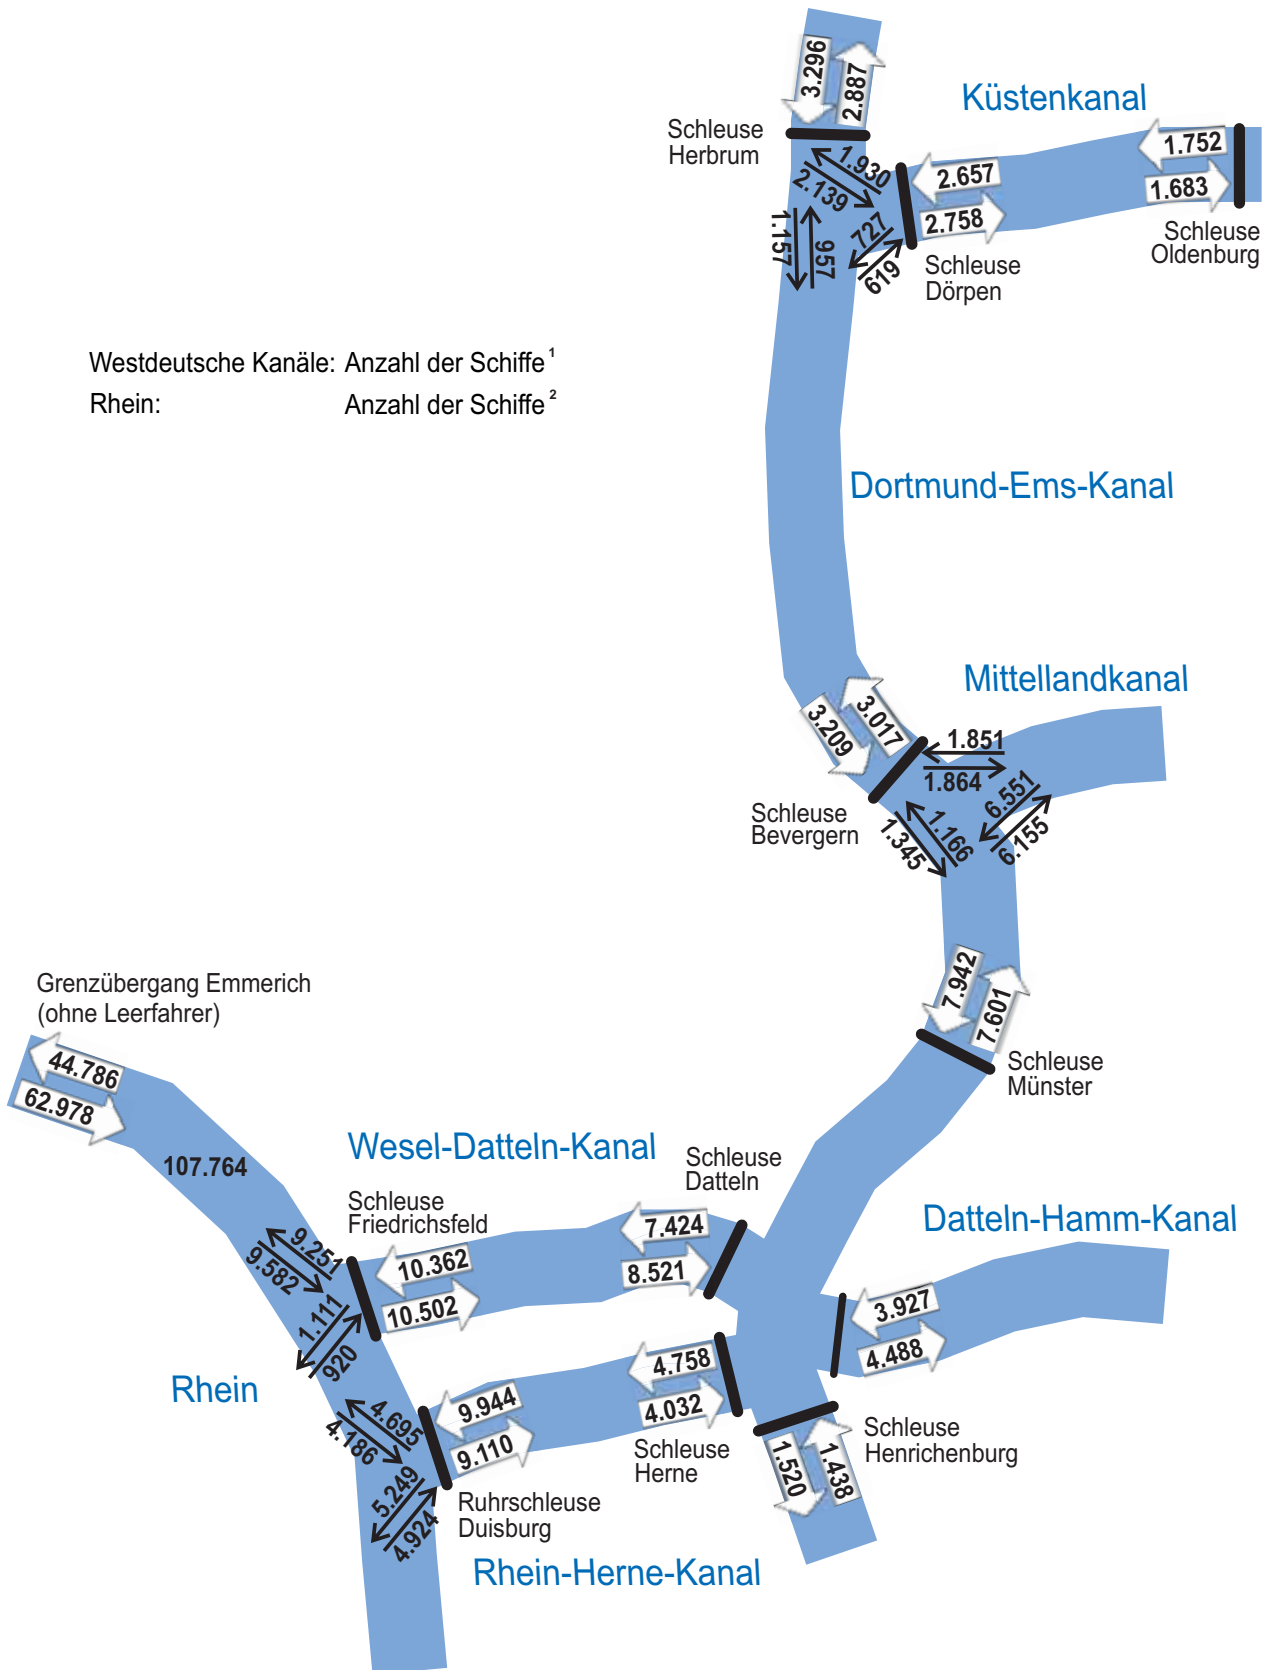 3.296
2.887
Küstenkanal
Schleuse
Herbrum
1.752
1.683
1.930
2.139
2.657
2.758
Schleuse
Oldenburg
727
619
1.157
957
Schleuse
Dörpen
Westdeutsche Kanäle: Anzahl der Schiffe ¹
Rhein: Anzahl der Schiffe ²
Dortmund-Ems-Kanal
Mittellandkanal
3.017
3.209
1.851
1.864
6.551
6.155
Schleuse
Bevergern
1.166
1.345
7.942
7.601
Grenzübergang Emmerich
(ohne Leerfahrer)
44.786
62.978
Schleuse
Münster
107.764
Wesel-Datteln-Kanal
Schleuse
Datteln
Schleuse
Friedrichsfeld
7.424
8.521
Datteln-Hamm-Kanal
9.251
9.582
10.362
10.502
3.927
4.488
1.111
920
Rhein
4.758
4.032
4.695
4.186
9.944
9.110
Schleuse
Herne
Schleuse
Henrichenburg
1.520
1.438
5.249
4.924
Ruhrschleuse
Duisburg
Rhein-Herne-Kanal